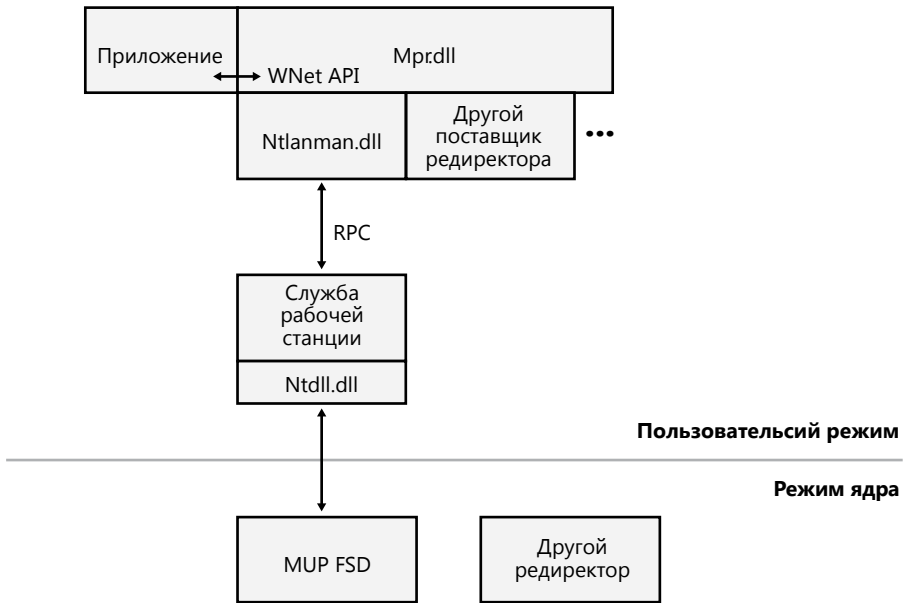 Приложение
Mpr.dll
WNet API
Ntlanman.dll
Другой
поставщик
редиректора
...
RPC
Служба
рабочей
станции
Ntdll.dll
Пользовательсий режим
Режим ядра
MUP FSD
Другой
редиректор